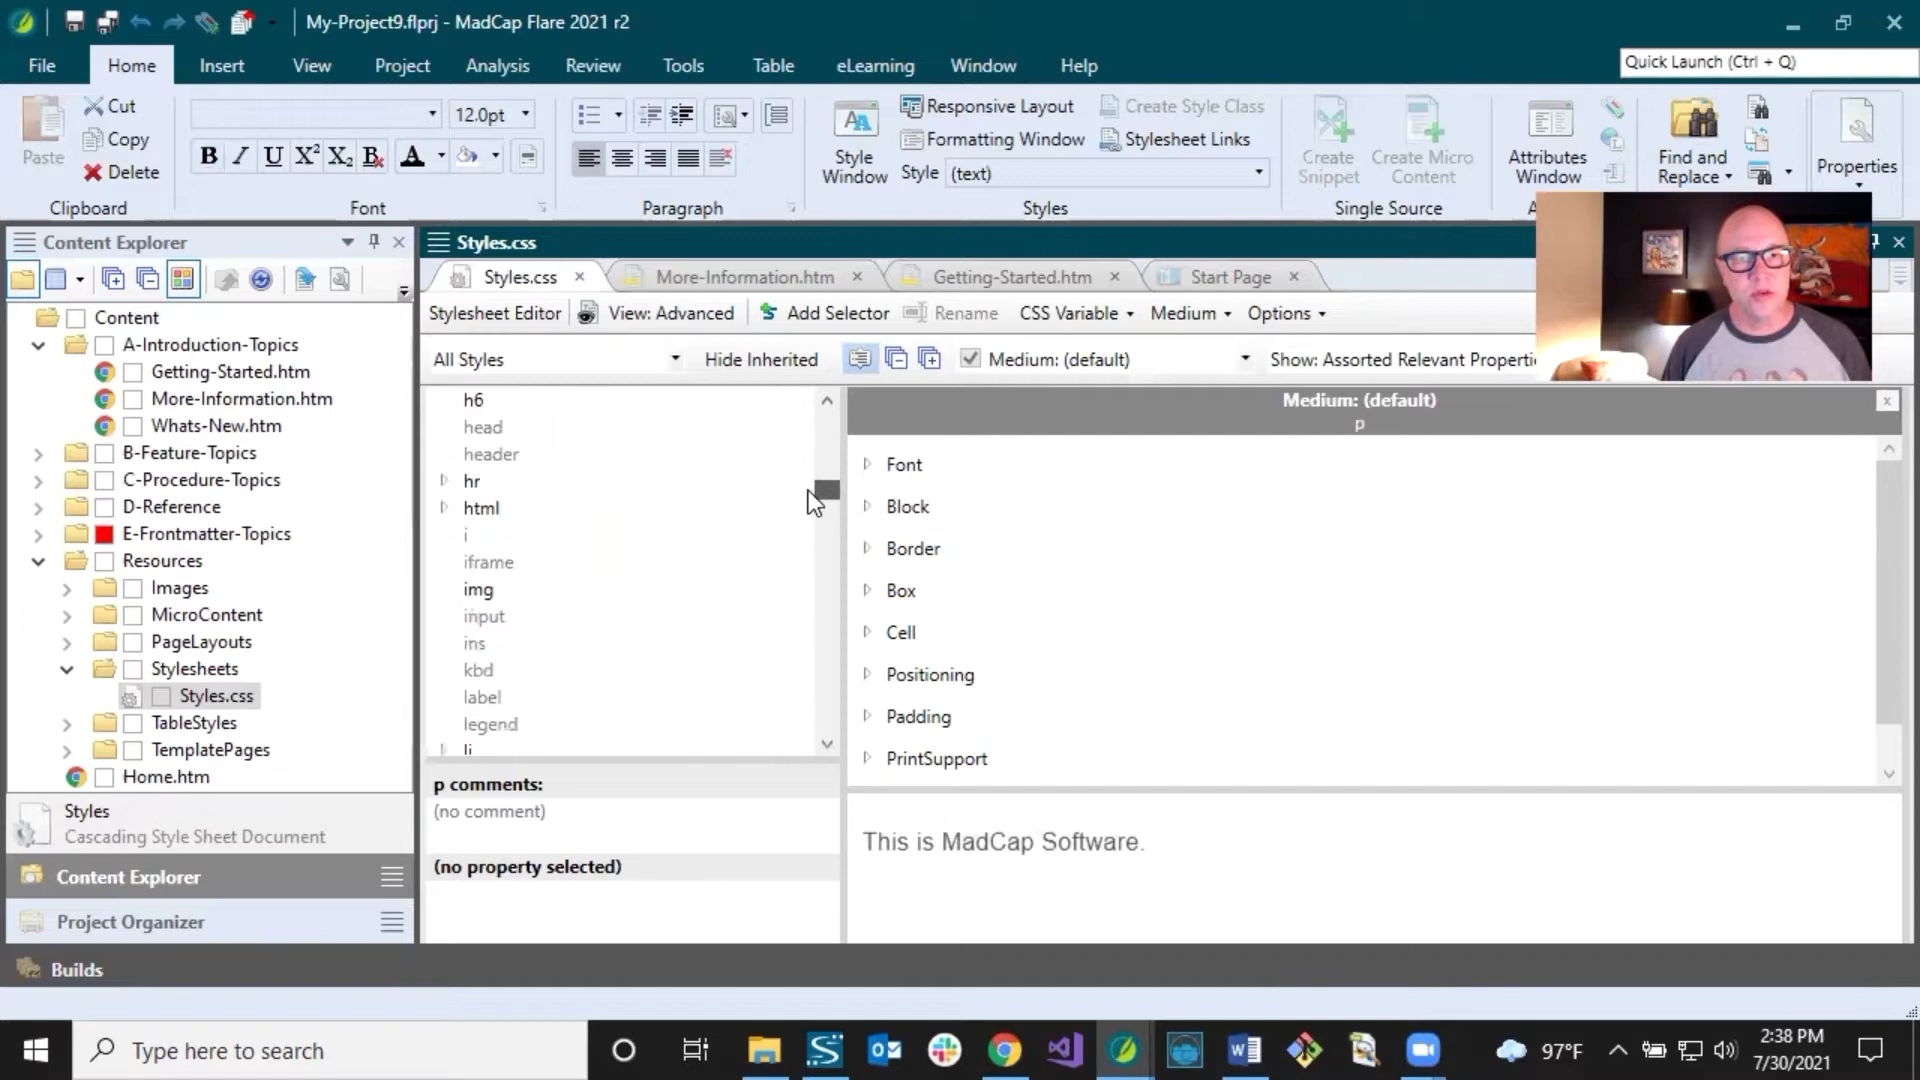 My-Project9.flprj - MadCap Flare 2021 r2
File Home Insert View Project Analysis Review Tools Table eLearning Window Help
Quick Launch (Ctrl + Q)
Paste
Cut
Copy
Delete
Clipboard
12.0pt
Font
Paragraph
Style Window
Responsive Layout
Create Style Class
Formatting Window
Stylesheet Links
Style (text)
Styles
Create Snippet
Create Micro Content
Single Source
Attributes Window
Find and Replace
Properties
Content Explorer
Styles.css
Styles.css More-Information.htm Getting-Started.htm Start Page
Stylesheet Editor View: Advanced Add Selector Rename CSS Variable Medium Options
All Styles Hide Inherited Medium: (default)
Show: Assorted Relevant Properti
Content
A-Introduction-Topics
Getting-Started.htm
More-Information.htm
Whats-New.htm
B-Feature-Topics
C-Procedure-Topics
D-Reference
E-Frontmatter-Topics
Resources
Images
MicroContent
PageLayouts
Stylesheets
Styles.css
TableStyles
TemplatePages
Home.htm
Styles
Cascading Style Sheet Document
Content Explorer
Project Organizer
Builds
h6
head
header
hr
html
i
iframe
img
input
ins
kbd
label
legend
li
p comments:
(no comment)
(no property selected)
Medium: (default)
p
Font
Block
Border
Box
Cell
Positioning
Padding
PrintSupport
This is MadCap Software.
Type here to search
97°F
2:38 PM
7/30/2021